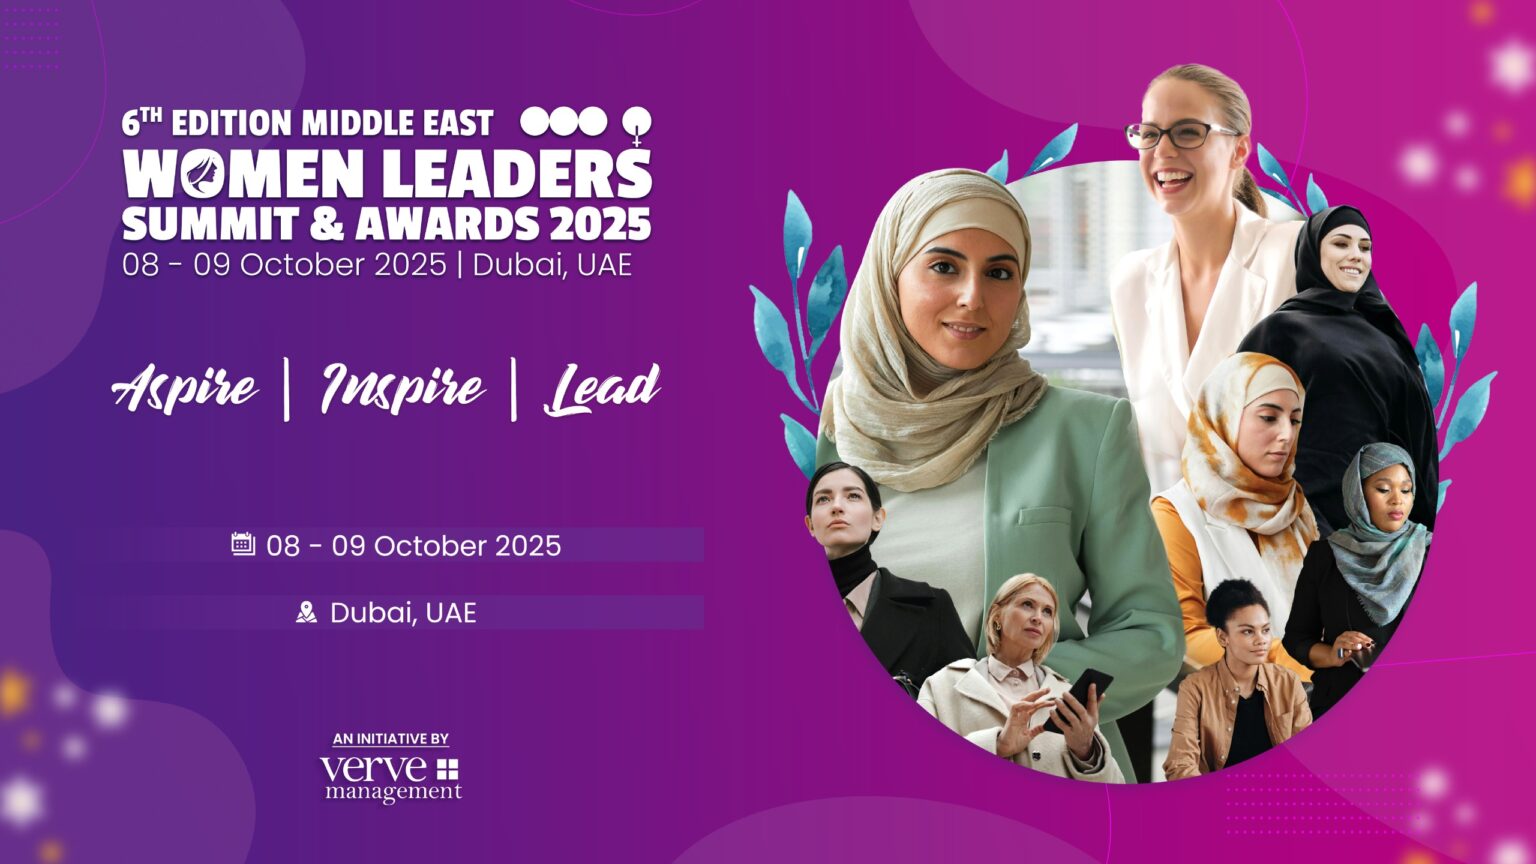 6TH EDITION MIDDLE EAST
WOMEN LEADERS
SUMMIT & AWARDS 2025
08 - 09 October 2025 | Dubai, UAE
Aspire | Inspire | Lead
08 - 09 October 2025
Dubai, UAE
AN INITIATIVE BY
verve
management